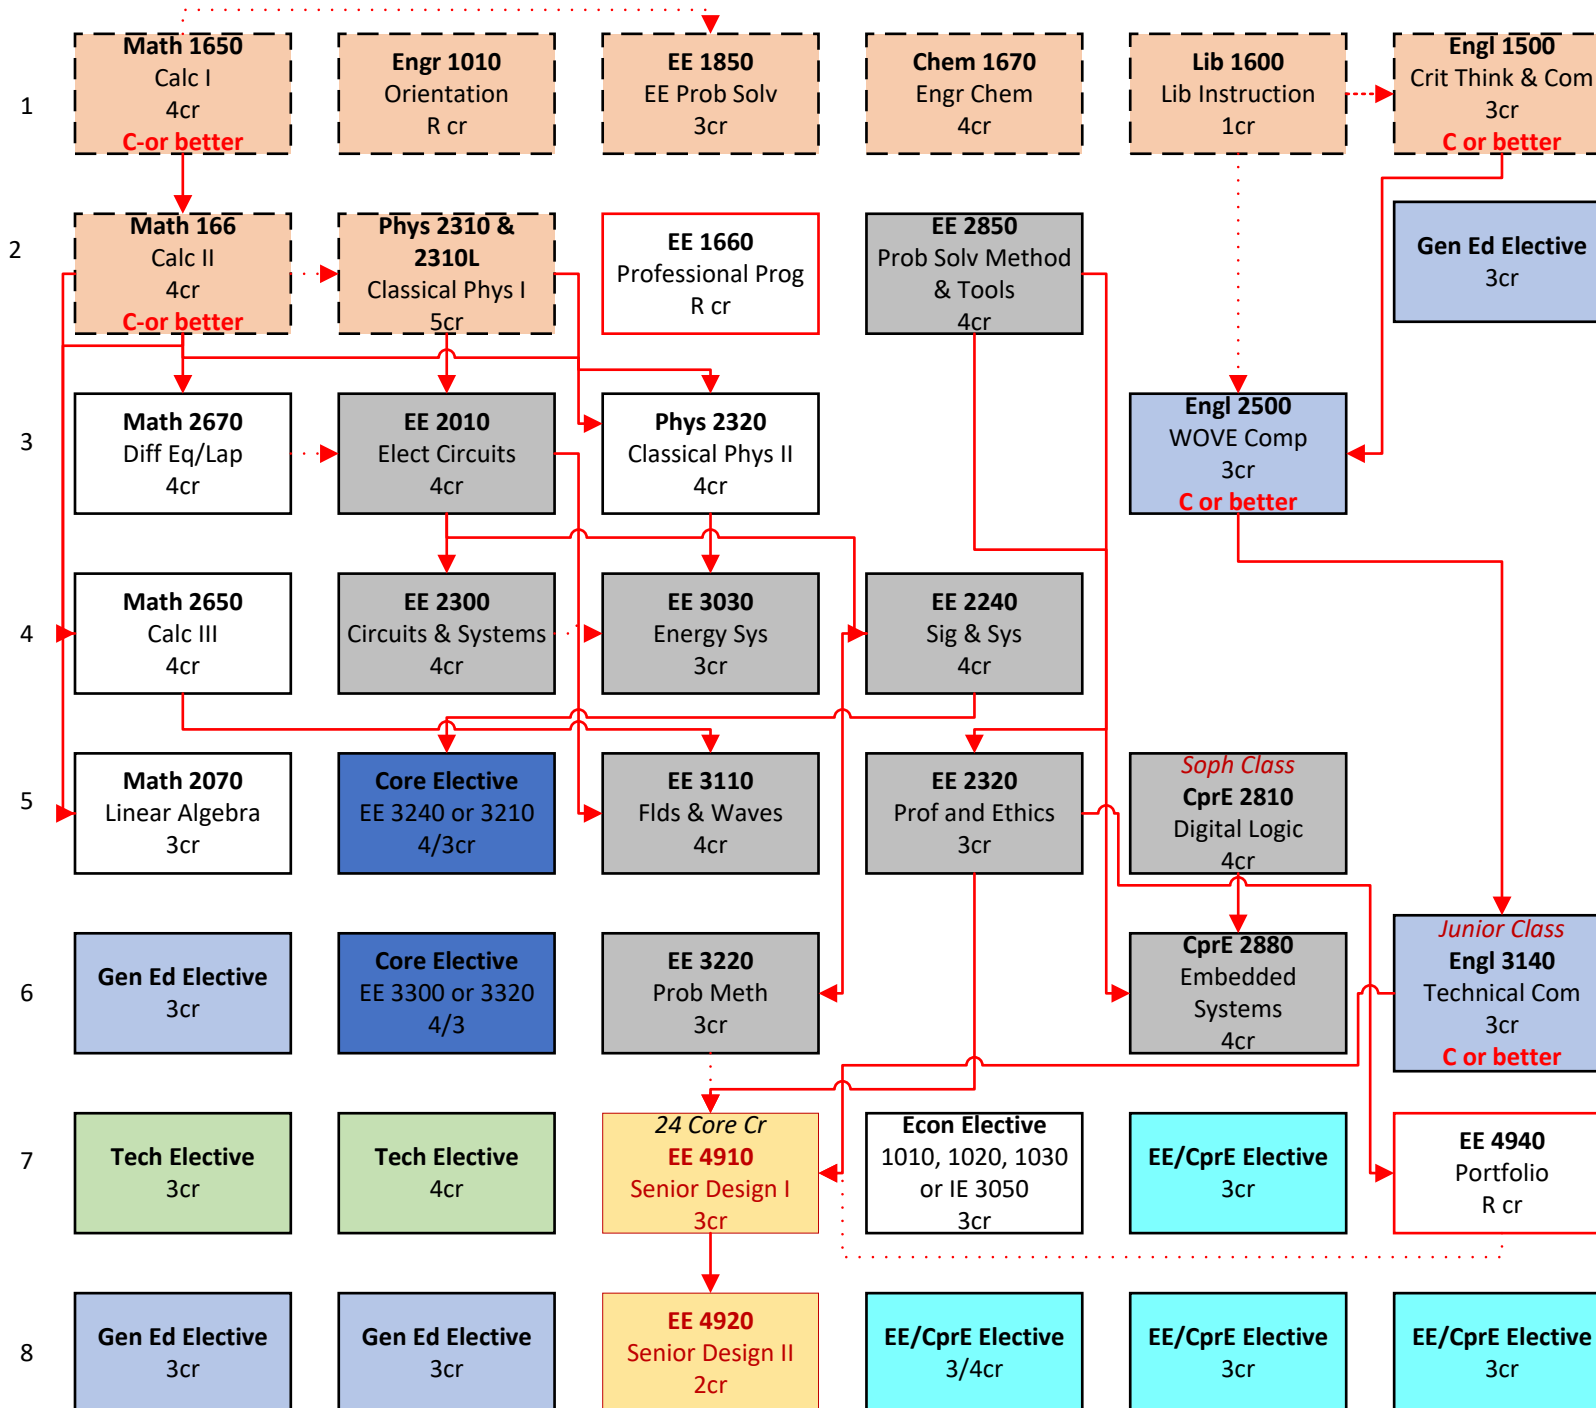 1
Math 1650
Calc I
4cr
C-or better
Engr 1010
Orientation
R cr
EE 1850
EE Prob Solv
3cr
Chem 1670
Engr Chem
4cr
Lib 1600
Lib Instruction
1cr
Engl 1500
Crit Think & Com
3cr
C or better
2
Math 166
Calc II
4cr
C-or better
Phys 2310 &
2310L
Classical Phys I
5cr
EE 1660
Professional Prog
R cr
EE 2850
Prob Solv Method
& Tools
4cr
Gen Ed Elective
3cr
3
Math 2670
Diff Eq/Lap
4cr
EE 2010
Elect Circuits
4cr
Phys 2320
Classical Phys II
4cr
Engl 2500
WOVE Comp
3cr
C or better
4
Math 2650
Calc III
4cr
EE 2300
Circuits & Systems
4cr
EE 3030
Energy Sys
3cr
EE 2240
Sig & Sys
4cr
5
Math 2070
Linear Algebra
3cr
Core Elective
EE 3240 or 3210
4/3cr
EE 3110
Flds & Waves
4cr
EE 2320
Prof and Ethics
3cr
Soph Class
CprE 2810
Digital Logic
4cr
6
Gen Ed Elective
3cr
Core Elective
EE 3300 or 3320
4/3
EE 3220
Prob Meth
3cr
CprE 2880
Embedded
Systems
4cr
Junior Class
Engl 3140
Technical Com
3cr
C or better
7
Tech Elective
3cr
Tech Elective
4cr
24 Core Cr
EE 4910
Senior Design I
3cr
Econ Elective
1010, 1020, 1030
or IE 3050
3cr
EE/CprE Elective
3cr
EE 4940
Portfolio
R cr
8
Gen Ed Elective
3cr
Gen Ed Elective
3cr
EE 4920
Senior Design II
2cr
EE/CprE Elective
3/4cr
EE/CprE Elective
3cr
EE/CprE Elective
3cr